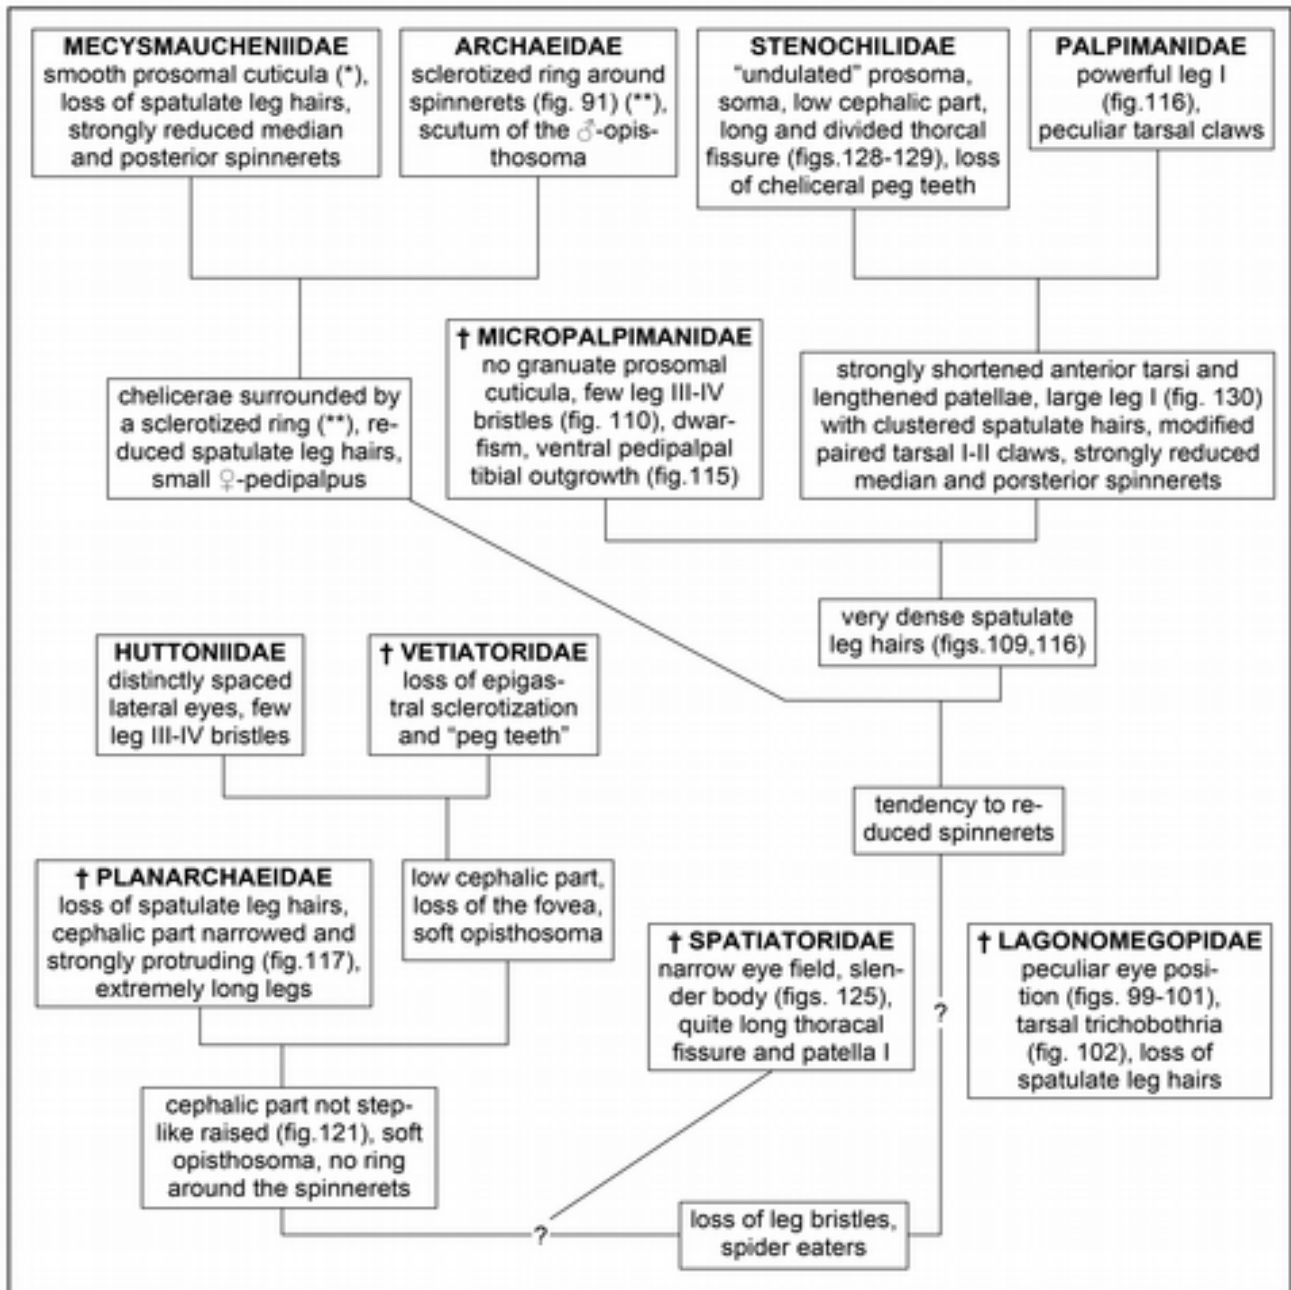 MECYSMAUCHENIIDAE
smooth prosomal cuticula (*),
loss of spatulate leg hairs,
strongly reduced median
and posterior spinnerets
ARCHAEIDAE
sclerotized ring around
spinnerets (fig. 91) (**),
scutum of the ♂-opis-
thosoma
STENOCHILIDAE
"undulated" prosoma,
soma, low cephalic part,
long and divided thorcal
fissure (figs.128-129), loss
of cheliceral peg teeth
PALPIMANIDAE
powerful leg I
(fig.116),
peculiar tarsal claws
chelicerae surrounded by
a sclerotized ring (**), re-
duced spatulate leg hairs,
small ♀-pedipalpus
† MICROPALPIMANIDAE
no granuate prosomal
cuticula, few leg III-IV
bristles (fig. 110), dwar-
fism, ventral pedipalpal
tibial outgrowth (fig.115)
strongly shortened anterior tarsi and
lengthened patellae, large leg I (fig. 130)
with clustered spatulate hairs, modified
paired tarsal I-II claws, strongly reduced
median and porsterior spinnerets
very dense spatulate
leg hairs (figs.109,116)
HUTTONIIDAE
distinctly spaced
lateral eyes, few
leg III-IV bristles
† VETIATORIDAE
loss of epigas-
tral sclerotization
and "peg teeth"
tendency to re-
duced spinnerets
† PLANARCHAEIDAE
loss of spatulate leg hairs,
cephalic part narrowed and
strongly protruding (fig.117),
extremely long legs
low cephalic part,
loss of the fovea,
soft opisthosoma
† SPATIATORIDAE
narrow eye field, slen-
der body (figs. 125),
quite long thoracal
fissure and patella I
?
† LAGONOMEGOPIDAE
peculiar eye posi-
tion (figs. 99-101),
tarsal trichobothria
(fig. 102), loss of
spatulate leg hairs
cephalic part not step-
like raised (fig.121), soft
opisthosoma, no ring
around the spinnerets
?
loss of leg bristles,
spider eaters